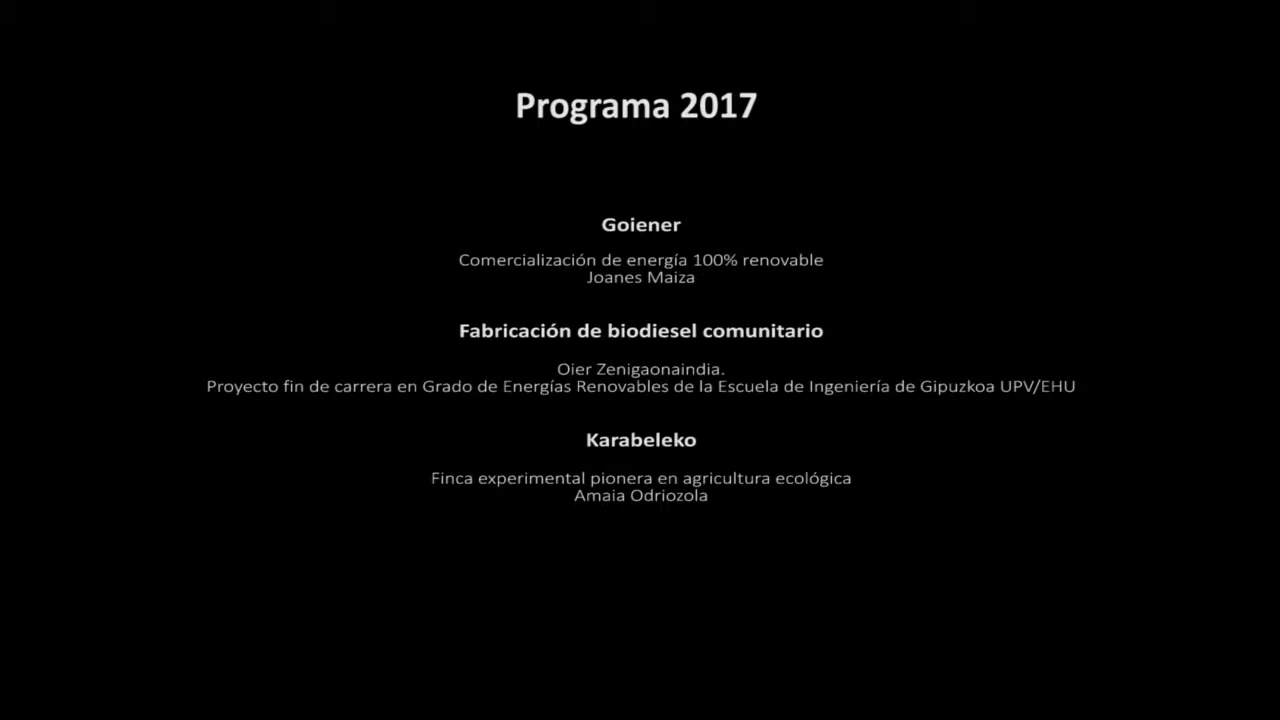 Programa 2017
Goiener
Comercialización de energía 100% renovable
Joanes Maiza
Fabricación de biodiesel comunitario
Oier Zenigaonaindia.
Proyecto fin de carrera en Grado de Energías Renovables de la Escuela de Ingeniería de Gipuzkoa UPV/EHU
Karabeleko
Finca experimental pionera en agricultura ecológica
Amaia Odriozola